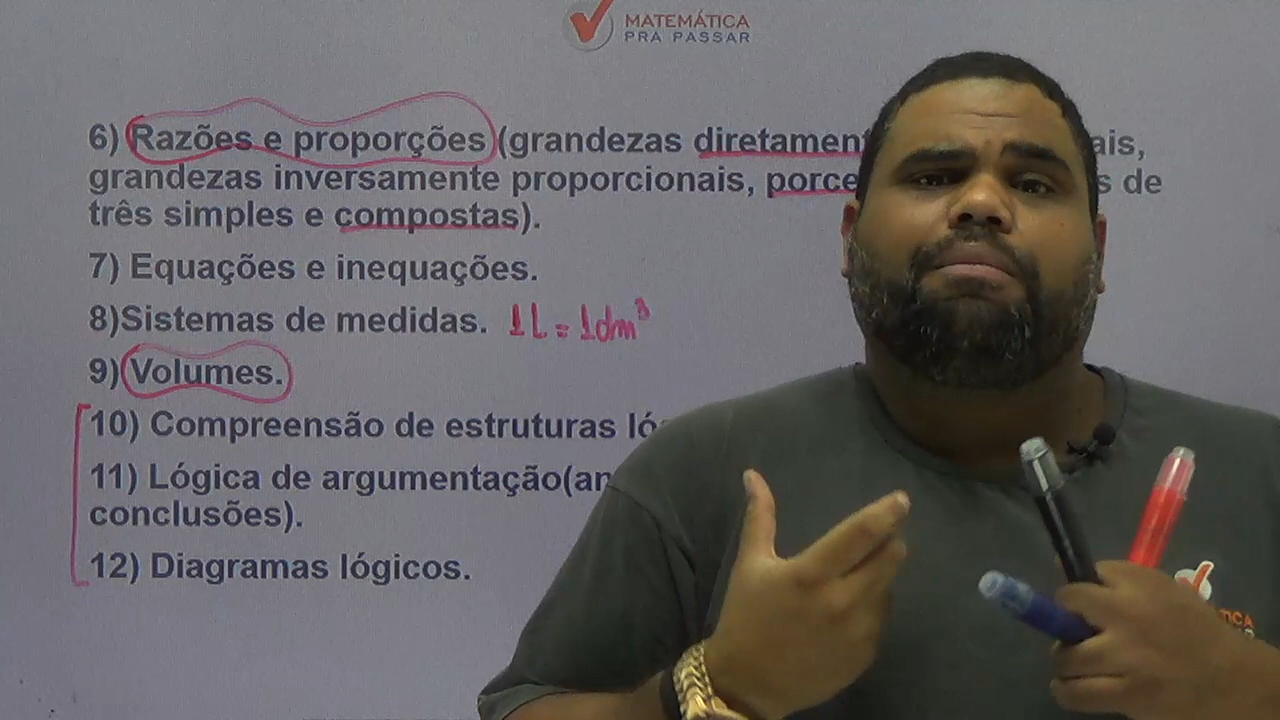 MATEMÁTICA
PRA PASSAR
6) Razões e proporções (grandezas diretament ais,
grandezas inversamente proporcionais, porce s de
três simples e compostas).
7) Equações e inequações.
8)Sistemas de medidas. 1L = 1dm³
9) Volumes.
10) Compreensão de estruturas ló
11) Lógica de argumentação(an
conclusões).
12) Diagramas lógicos.